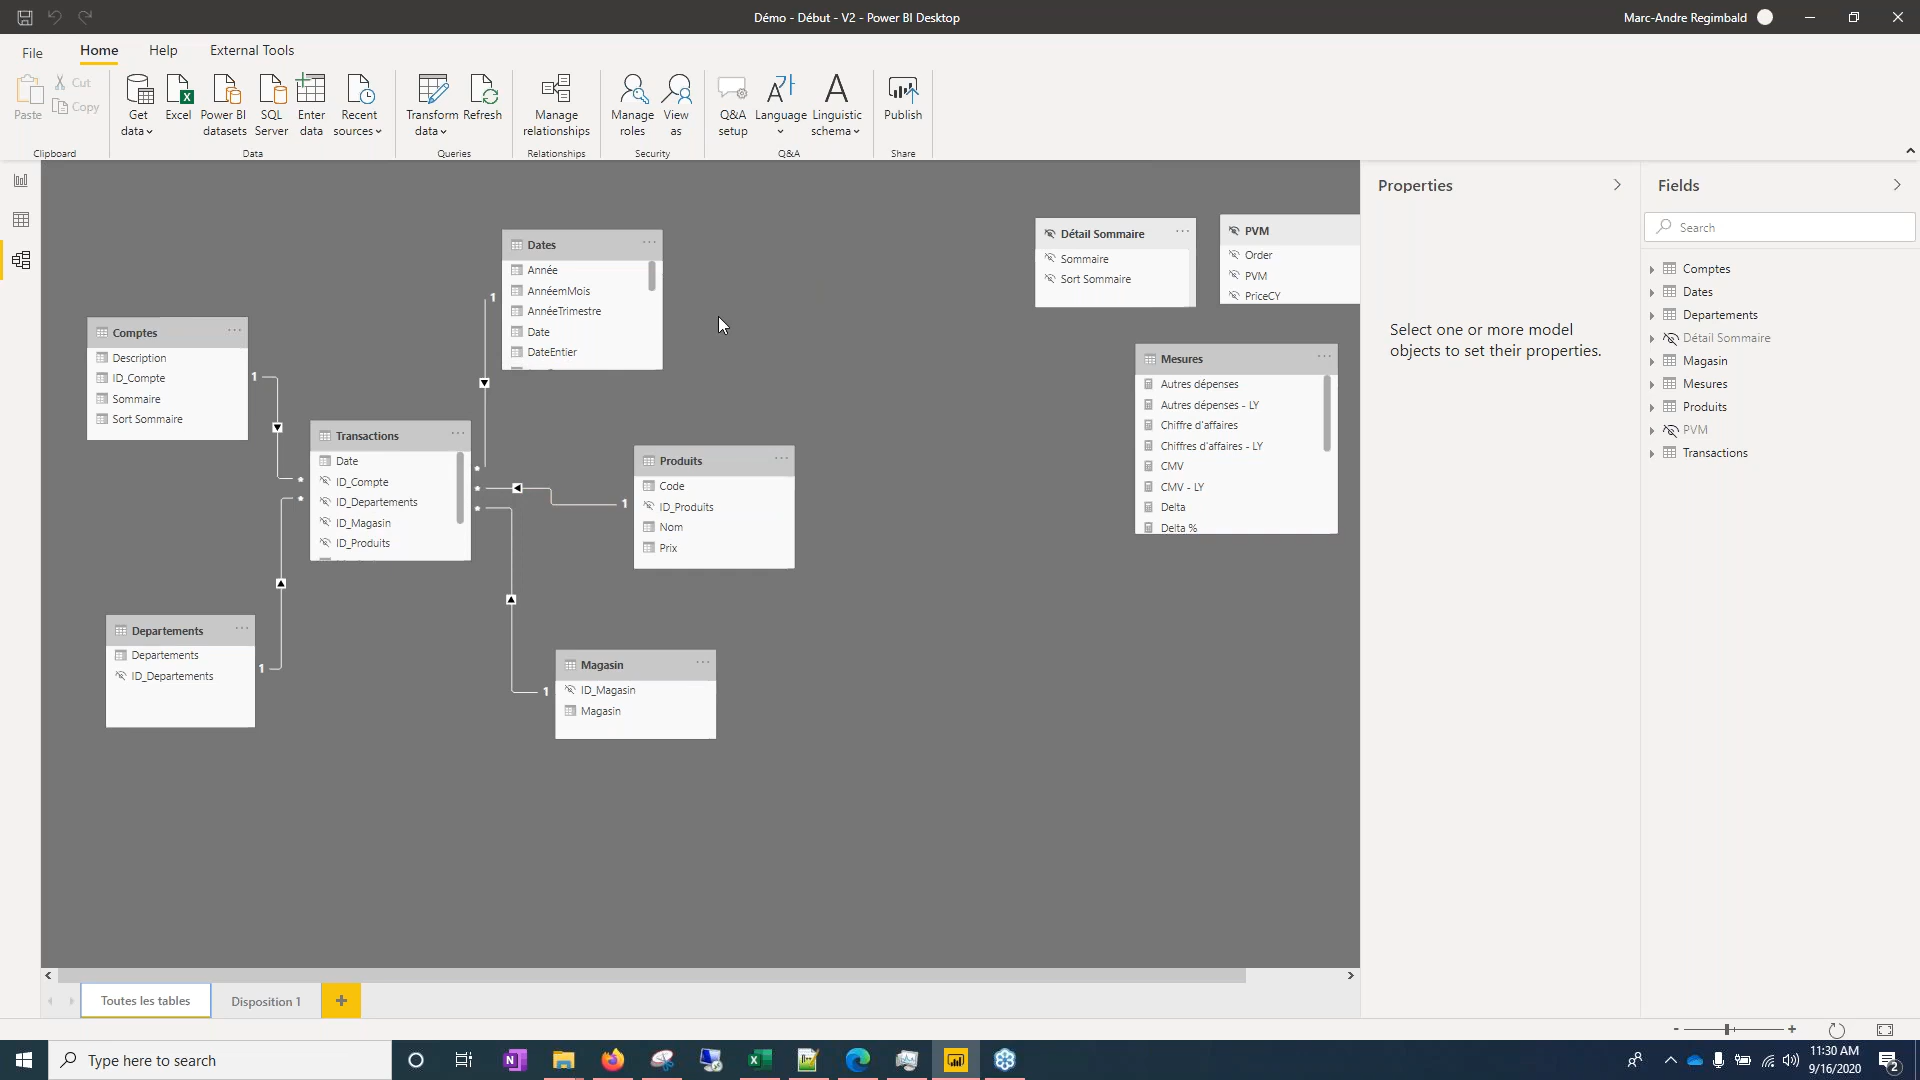 Démo - Début - V2 - Power BI Desktop
Marc-Andre Regimbald
File
Home
Help
External Tools
Paste
Cut
Copy
Clipboard
Get data
Excel
Power BI datasets
SQL Server
Enter data
Recent sources
Data
Transform data
Refresh
Queries
Manage relationships
Relationships
Manage roles
View as
Security
Q&A setup
Language
Linguistic schema
Q&A
Publish
Share
Dates
Année
AnnéemMois
AnnéeTrimestre
Date
DateEntier
Comptes
Description
ID_Compte
Sommaire
Sort Sommaire
Transactions
Date
ID_Compte
ID_Departements
ID_Magasin
ID_Produits
Produits
Code
ID_Produits
Nom
Prix
Departements
Departements
ID_Departements
Magasin
ID_Magasin
Magasin
1
1
1
1
1
Détail Sommaire
Sommaire
Sort Sommaire
PVM
Order
PVM
PriceCY
Mesures
Autres dépenses
Autres dépenses - LY
Chiffre d'affaires
Chiffres d'affaires - LY
CMV
CMV - LY
Delta
Delta %
Properties
Select one or more model
objects to set their properties.
Fields
Search
Comptes
Dates
Departements
Détail Sommaire
Magasin
Mesures
Produits
PVM
Transactions
Toutes les tables
Disposition 1
+
- +
Type here to search
11:30 AM
9/16/2020
2